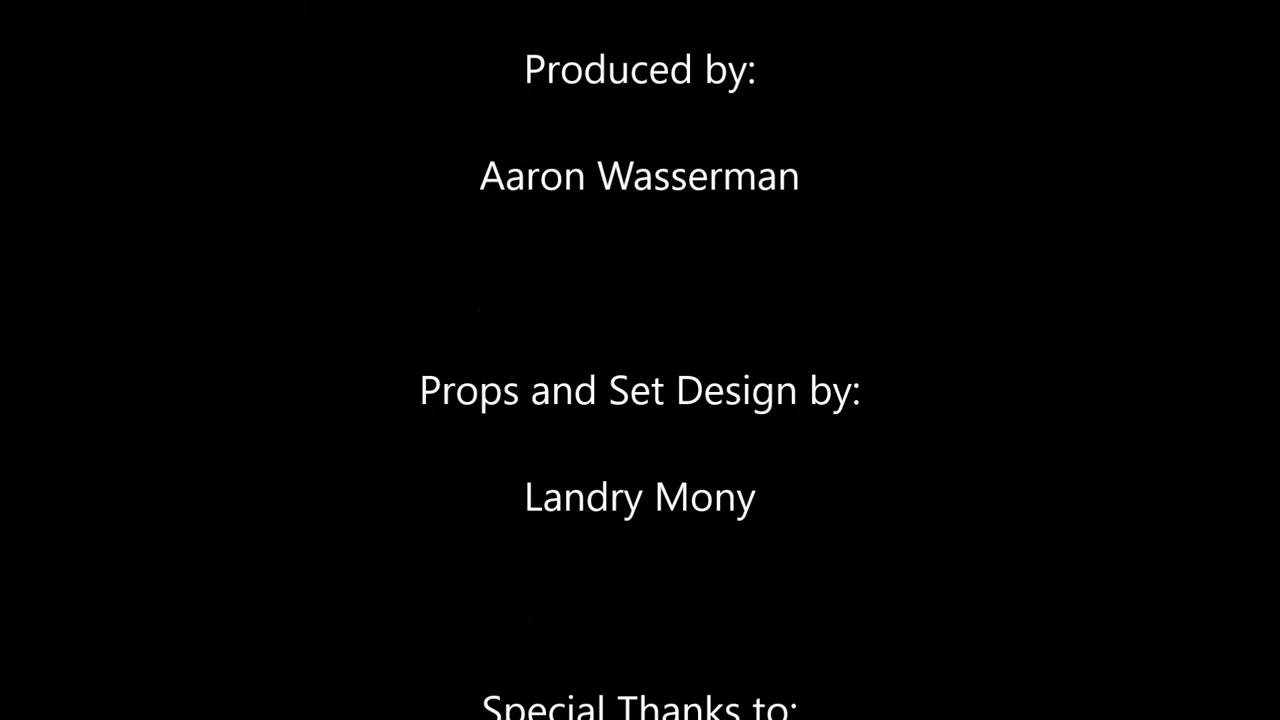 Produced by:
Aaron Wasserman
Props and Set Design by:
Landry Mony
Special Thanks to: